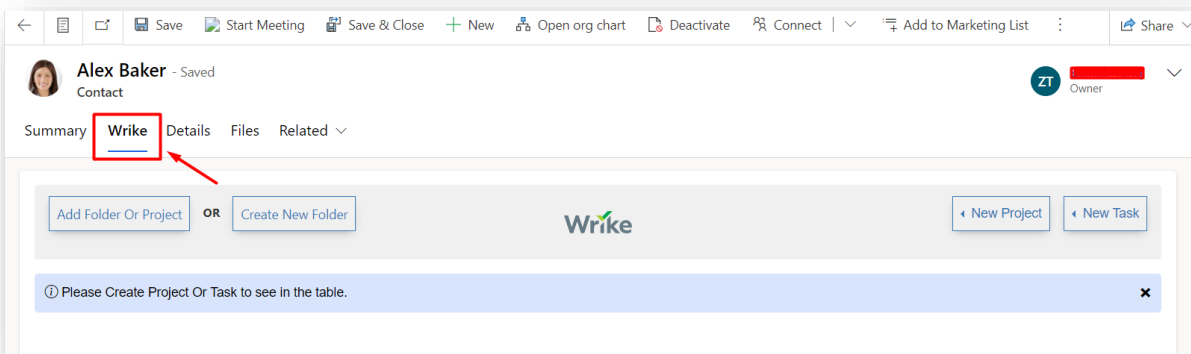 Save Start Meeting Save & Close New Open org chart Deactivate Connect Add to Marketing List Share
Alex Baker - Saved
Contact
ZT
Owner
Summary Wrike Details Files Related
Add Folder Or Project OR Create New Folder Wrike New Project New Task
Please Create Project Or Task to see in the table.